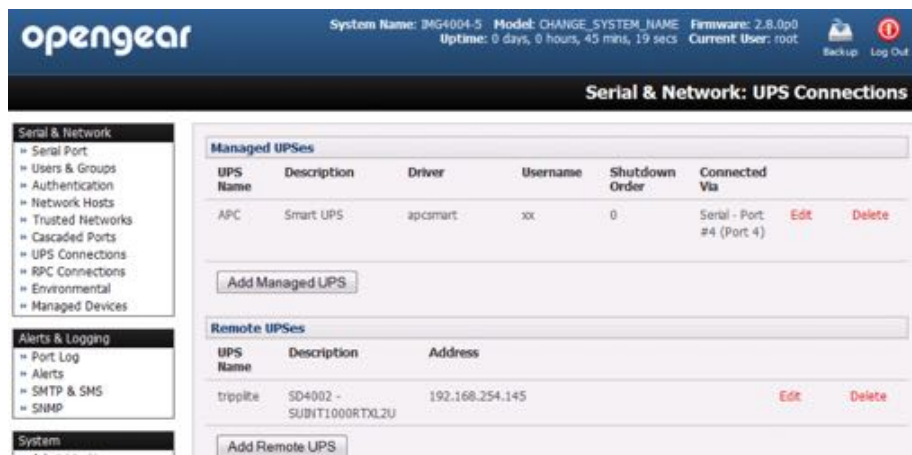 opengear
System Name: IMG4004-5 Model: CHANGE_SYSTEM_NAME Firmware: 2.8.0p0
Uptime: 0 days, 0 hours, 45 mins, 19 secs Current User: root
Backup Log Out
Serial & Network: UPS Connections
Serial & Network
» Serial Port
» Users & Groups
» Authentication
» Network Hosts
» Trusted Networks
» Cascaded Ports
» UPS Connections
» RPC Connections
» Environmental
» Managed Devices
Alerts & Logging
» Port Log
» Alerts
» SMTP & SMS
» SNMP
System
Managed UPSes
UPS Name Description Driver Username Shutdown Order Connected Via
APC Smart UPS apcsmart xx 0 Serial - Port #4 (Port 4) Edit Delete
Add Managed UPS
Remote UPSes
UPS Name Description Address
tripplite SD4002 - SUINT1000RTXL2U 192.168.254.145 Edit Delete
Add Remote UPS